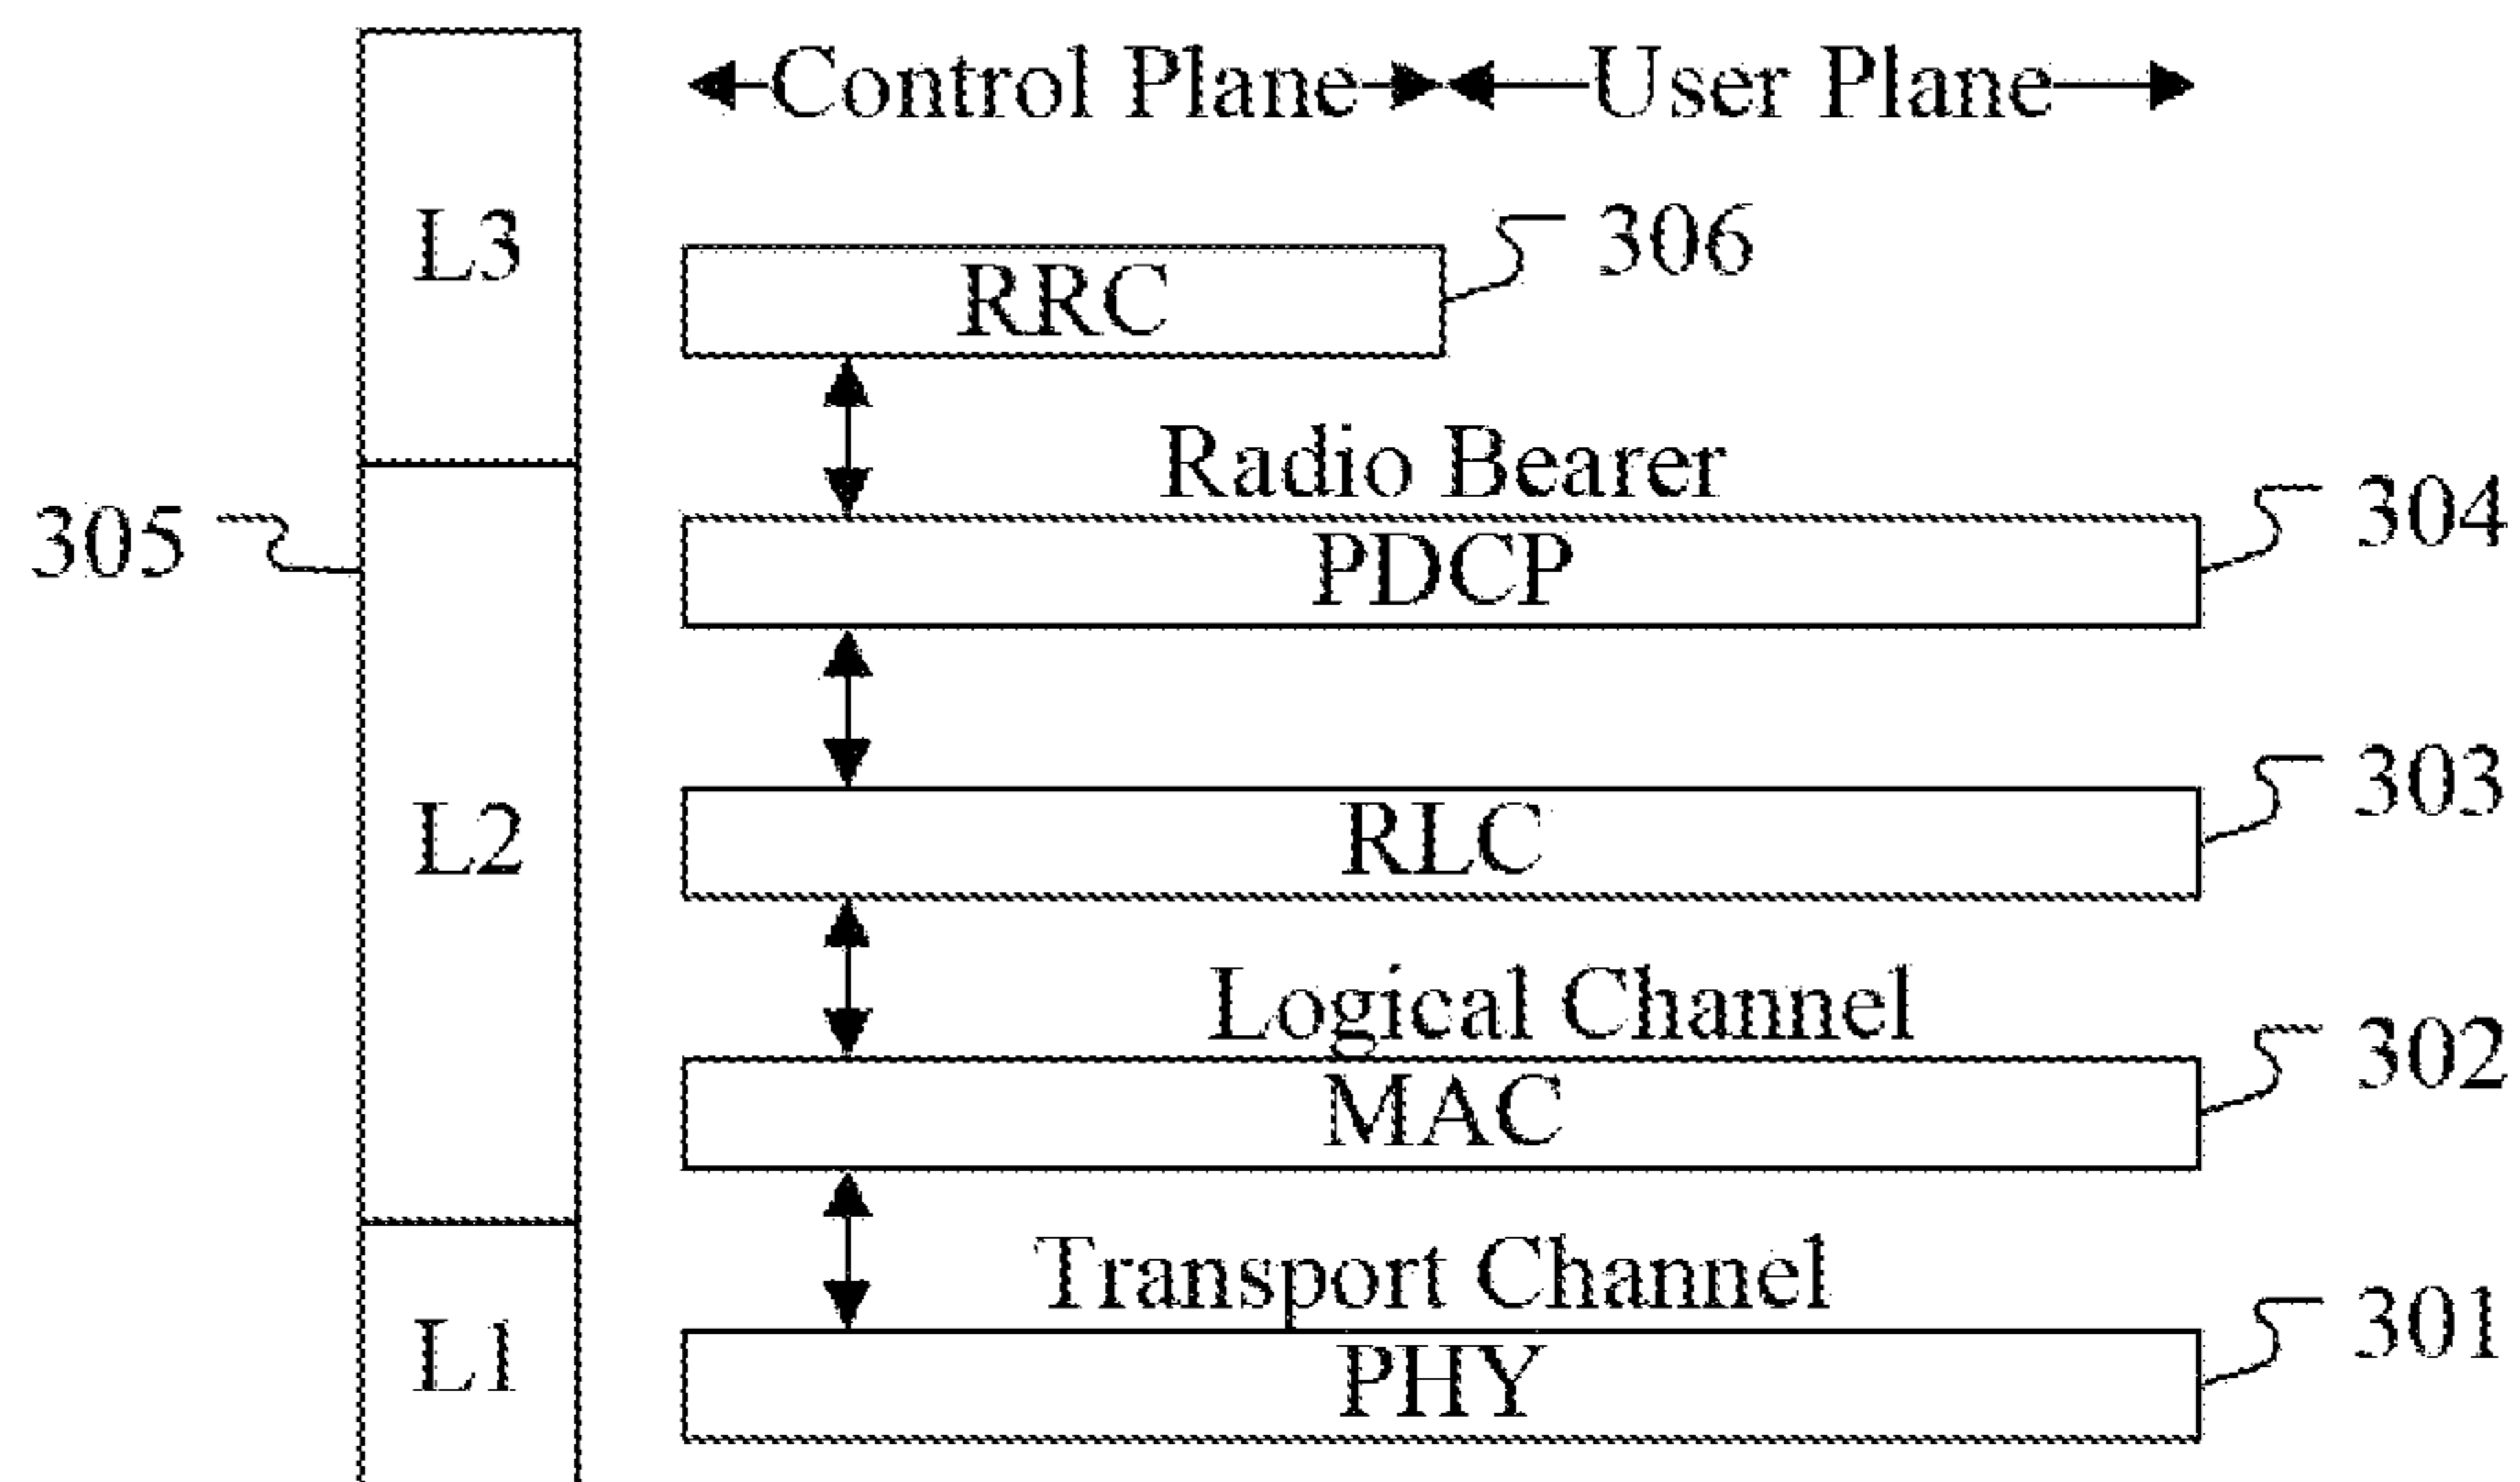 Control Plane User Plane
L3
306
RRC
Radio Bearer
305
304
PDCP
303
L2
RLC
Logical Channel
302
MAC
Transport Channel
301
L1
PHY